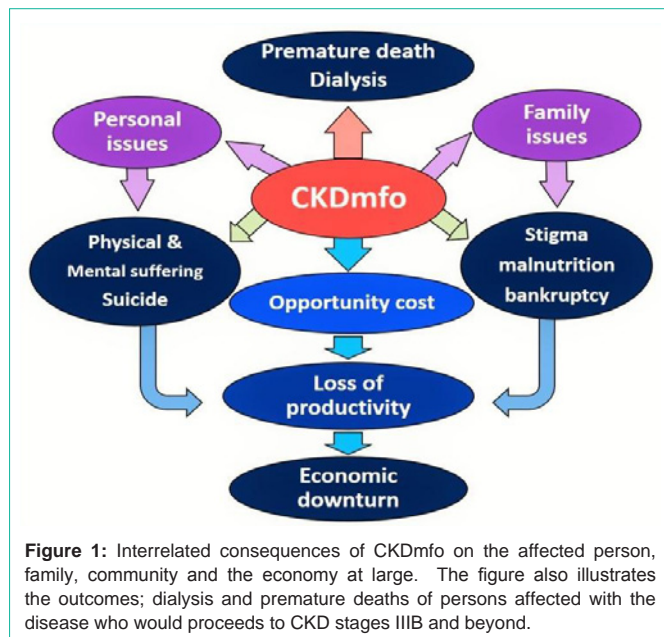 Premature death
Dialysis
Personal
issues
Family
issues
CKDmfo
Physical &
Mental suffering
Suicide
Stigma
malnutrition
bankruptcy
Opportunity cost
Loss of
productivity
Economic
downturn
Figure 1: Interrelated consequences of CKDmfo on the affected person,
family, community and the economy at large. The figure also illustrates
the outcomes; dialysis and premature deaths of persons affected with the
disease who would proceeds to CKD stages IIIB and beyond.